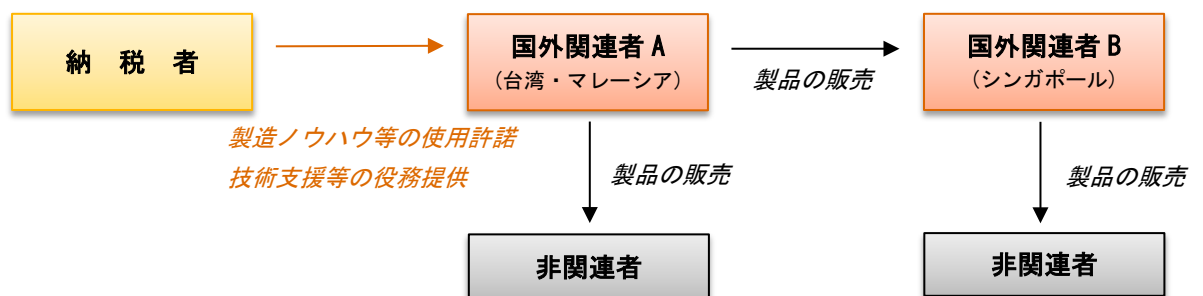 納 税 者
国外関連者 A
（台湾・マレーシア）
製品の販売
国外関連者 B
（シンガポール）
製造ノウハウ等の使用許諾
技術支援等の役務提供
製品の販売
製品の販売
非関連者
非関連者